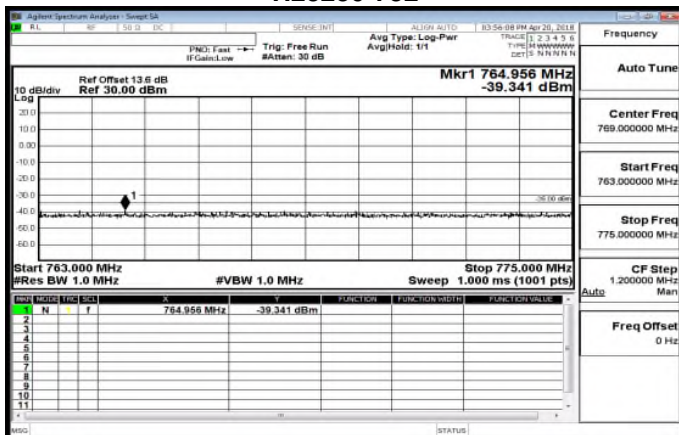 Agilent Spectrum Analyzer - Swept SA
RL RF 50 Ω DC SENSE:INT ALIGN AUTO 03:56:08 PM Apr 20, 2018
PNO: Fast Trig: Free Run Avg Type: Log-Pwr TRACE 1 2 3 4 5 6
IFGain:Low #Atten: 30 dB Avg|Hold: 1/1 TYPE M WWWWW
DET S NNNNN
Frequency
Auto Tune
Mkr1 764.956 MHz
-39.341 dBm
Ref Offset 13.6 dB
10 dB/div Ref 30.00 dBm
Log
20.0
10.0
0.00
-10.0
-20.0
-30.0
-40.0
-50.0
-60.0
1
Center Freq
769.000000 MHz
Start Freq
763.000000 MHz
Stop Freq
775.000000 MHz
CF Step
1.200000 MHz
Auto Man
Freq Offset
0 Hz
Start 763.000 MHz Stop 775.000 MHz
#Res BW 1.0 MHz #VBW 1.0 MHz Sweep 1.000 ms (1001 pts)
MKR MODE TRC SCL X Y FUNCTION FUNCTION WIDTH FUNCTION VALUE
1 N 1 f 764.956 MHz -39.341 dBm
2
3
4
5
6
7
8
9
10
11
MSG STATUS